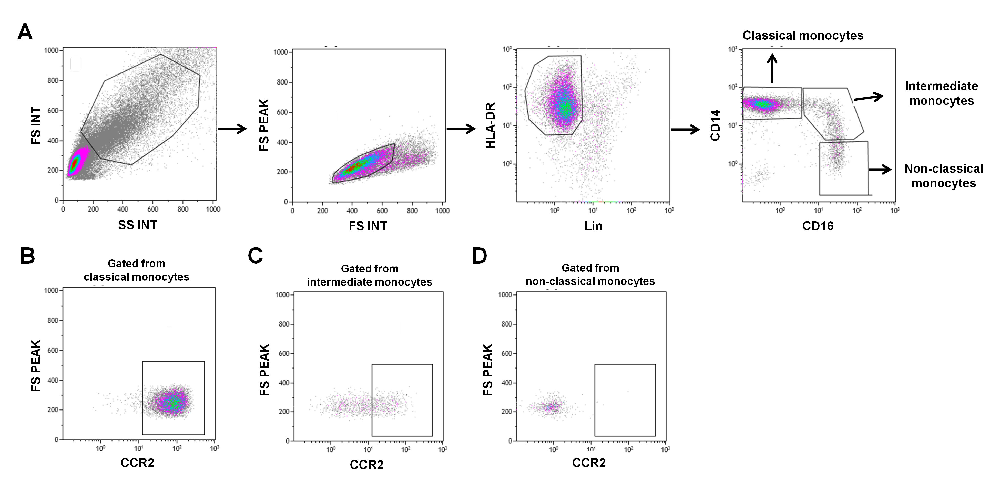 A
Classical monocytes
FS INT
1000
800
600
400
200
0
0 200 400 600 800 1000
SS INT
FS PEAK
1000
800
600
400
200
0
0 200 400 600 800 1000
FS INT
HLA-DR
10³
10²
10¹
10⁰
10⁰ 10¹ 10² 10³
Lin
CD14
10³
10²
10¹
10⁰
10⁰ 10¹ 10² 10³
CD16
Intermediate
monocytes
Non-classical
monocytes
B
Gated from
classical monocytes
FS PEAK
1000
800
600
400
200
0
10⁰ 10¹ 10² 10³
CCR2
C
Gated from
intermediate monocytes
FS PEAK
1000
800
600
400
200
0
10⁰ 10¹ 10² 10³
CCR2
D
Gated from
non-classical monocytes
FS PEAK
1000
800
600
400
200
0
10⁰ 10¹ 10² 10³
CCR2